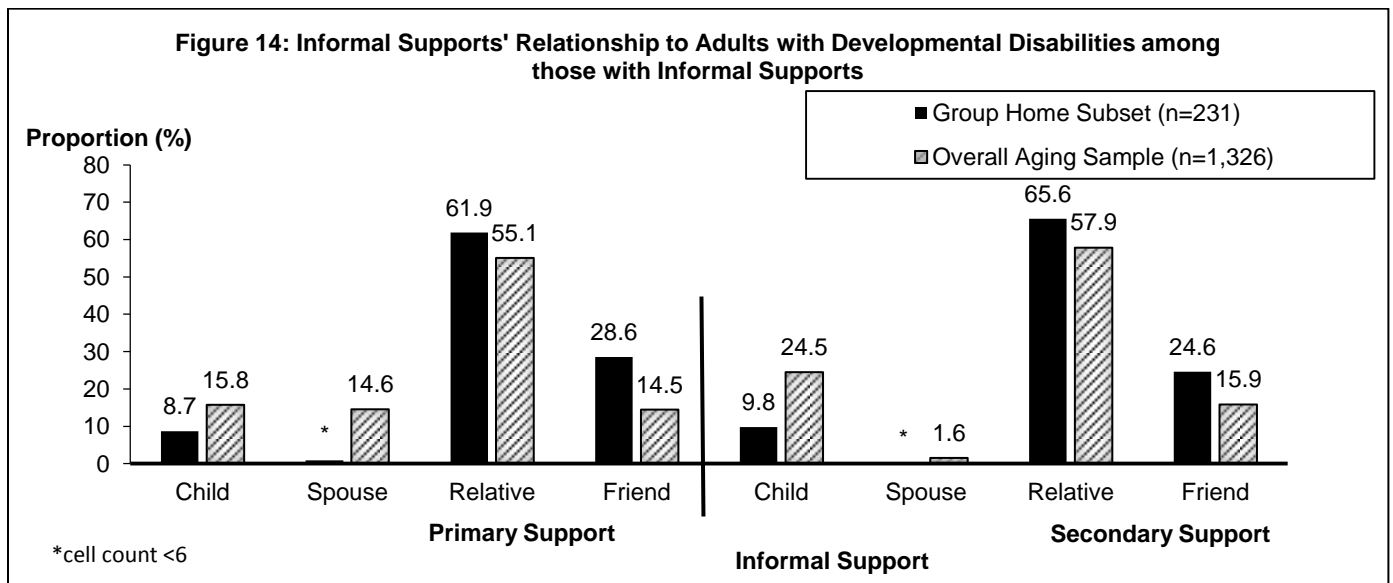 Figure 14: Informal Supports' Relationship to Adults with Developmental Disabilities among
those with Informal Supports
■ Group Home Subset (n=231)
Overall Aging Sample (n=1,326)
Proportion (%)
80
70
60
50
40
30
20
10
0
8.7
15.8
*
14.6
61.9
55.1
28.6
14.5
9.8
24.5
*
1.6
65.6
57.9
24.6
15.9
Child Spouse Relative Friend Child Spouse Relative Friend
Primary Support Secondary Support
Informal Support
*cell count <6